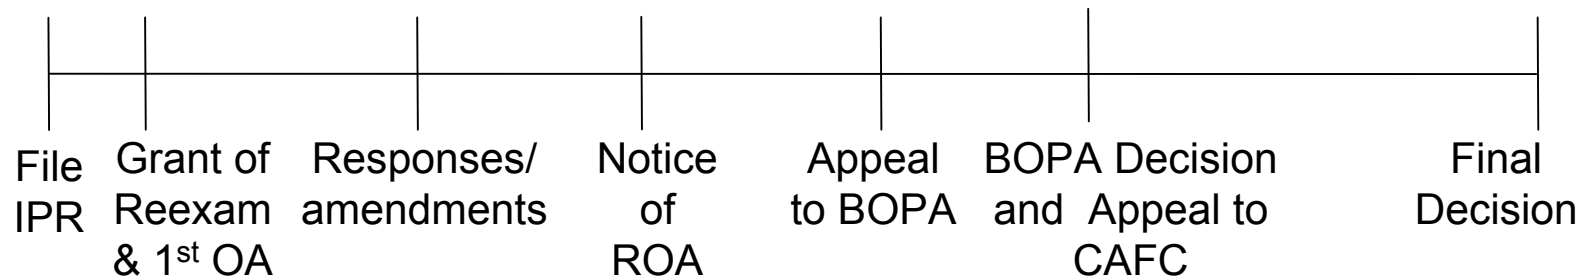 File
IPR
Grant of
Reexam
& 1st OA
Responses/
amendments
Notice
of
ROA
Appeal
to BOPA
BOPA Decision
and Appeal to
CAFC
Final
Decision